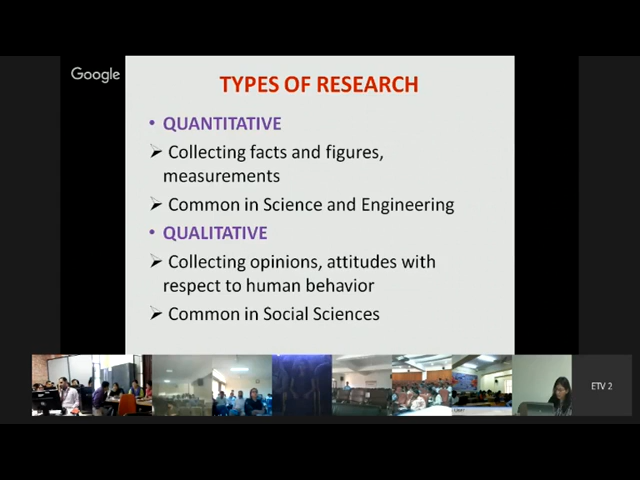 Google
TYPES OF RESEARCH
• QUANTITATIVE
➢ Collecting facts and figures,
measurements
➢ Common in Science and Engineering
• QUALITATIVE
➢ Collecting opinions, attitudes with
respect to human behavior
➢ Common in Social Sciences
ETV 2